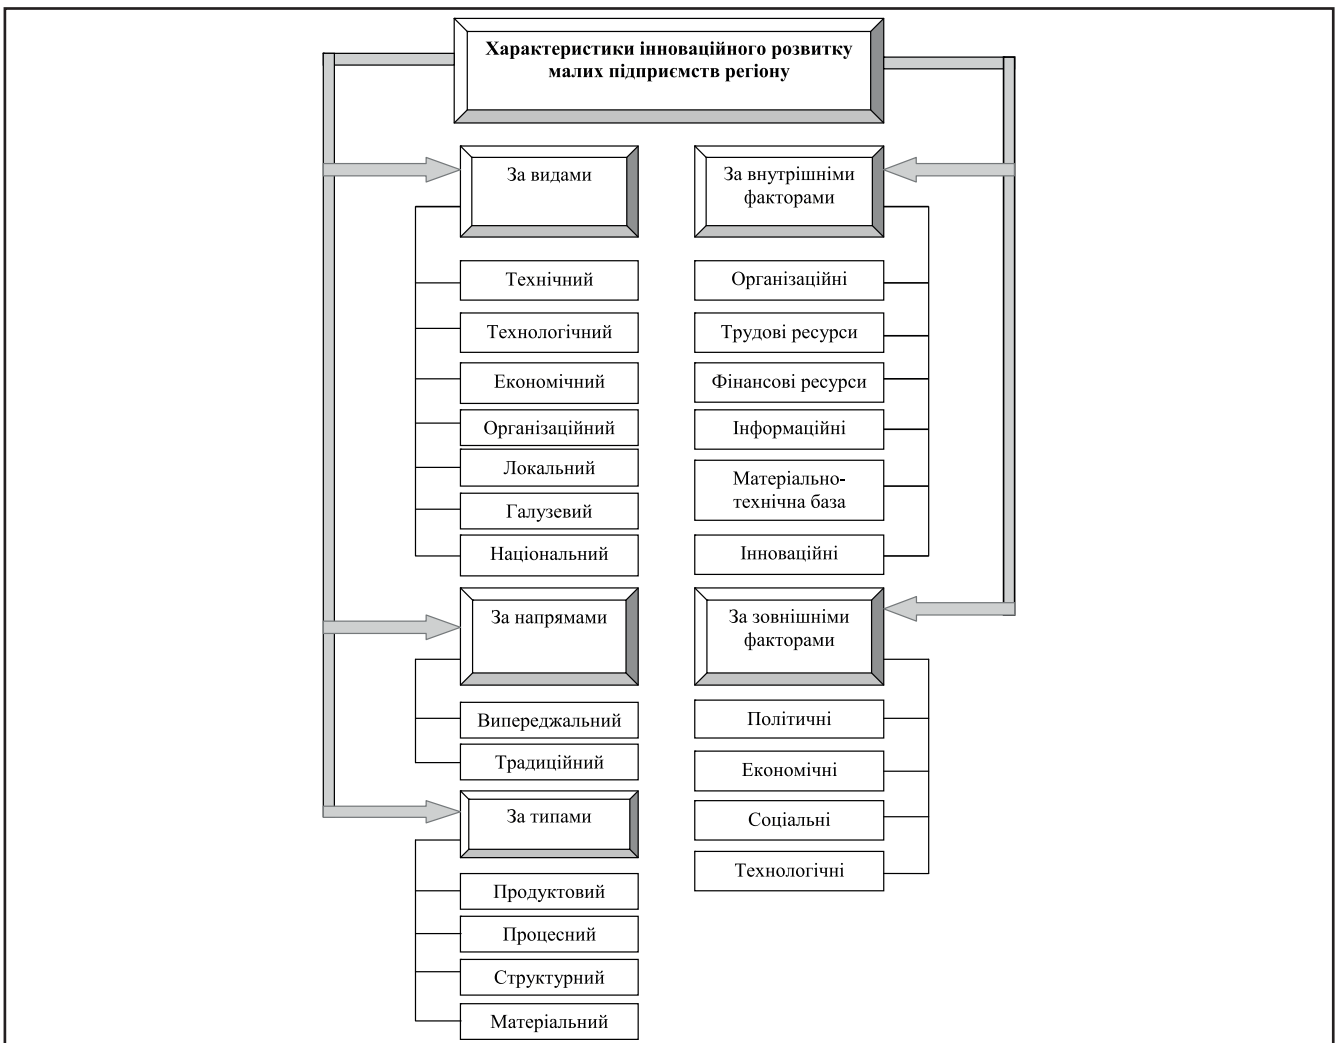 Характеристики інноваційного розвитку
малих підприємств регіону
За видами
Технічний
Технологічний
Економічний
Організаційний
Локальний
Галузевий
Національний
За напрямами
Випереджальний
Традиційний
За типами
Продуктовий
Процесний
Структурний
Матеріальний
За внутрішніми
факторами
Організаційні
Трудові ресурси
Фінансові ресурси
Інформаційні
Матеріально-
технічна база
Інноваційні
За зовнішніми
факторами
Політичні
Економічні
Соціальні
Технологічні